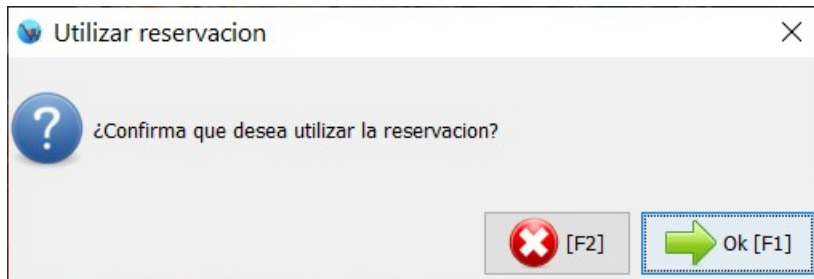 Utilizar reservacion
¿Confirma que desea utilizar la reservacion?
[F2]
Ok [F1]